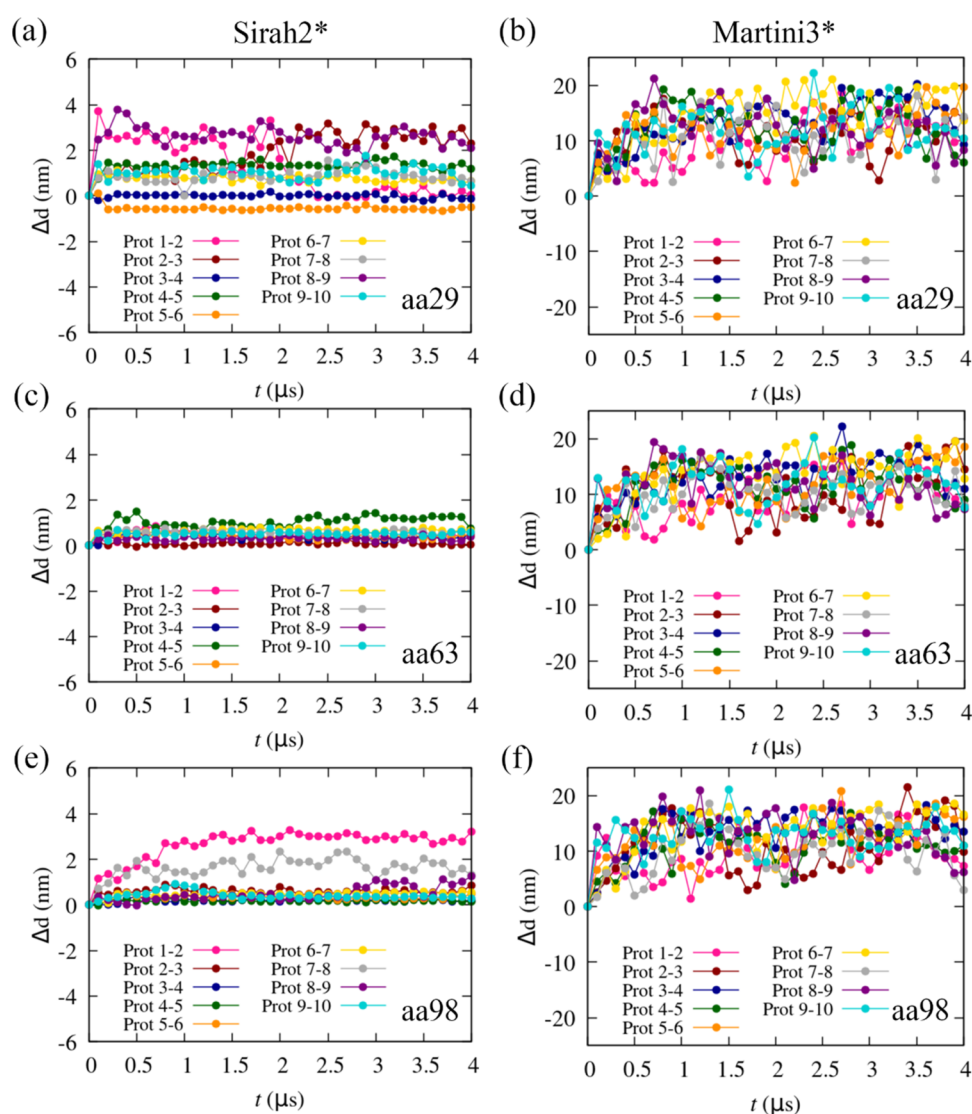 (a) Sirah2* (b) Martini3*
6
4
2
0
-2
-4
-6
Δd (nm)
Prot 1-2 Prot 6-7
Prot 2-3 Prot 7-8
Prot 3-4 Prot 8-9
Prot 4-5 Prot 9-10
Prot 5-6
aa29
0 0.5 1 1.5 2 2.5 3 3.5 4
t (μs)
20
10
0
-10
-20
Δd (nm)
Prot 1-2 Prot 6-7
Prot 2-3 Prot 7-8
Prot 3-4 Prot 8-9
Prot 4-5 Prot 9-10
Prot 5-6
aa29
0 0.5 1 1.5 2 2.5 3 3.5 4
t (μs)
(c) (d)
6
4
2
0
-2
-4
-6
Δd (nm)
Prot 1-2 Prot 6-7
Prot 2-3 Prot 7-8
Prot 3-4 Prot 8-9
Prot 4-5 Prot 9-10
Prot 5-6
aa63
0 0.5 1 1.5 2 2.5 3 3.5 4
t (μs)
20
10
0
-10
-20
Δd (nm)
Prot 1-2 Prot 6-7
Prot 2-3 Prot 7-8
Prot 3-4 Prot 8-9
Prot 4-5 Prot 9-10
Prot 5-6
aa63
0 0.5 1 1.5 2 2.5 3 3.5 4
t (μs)
(e) (f)
6
4
2
0
-2
-4
-6
Δd (nm)
Prot 1-2 Prot 6-7
Prot 2-3 Prot 7-8
Prot 3-4 Prot 8-9
Prot 4-5 Prot 9-10
Prot 5-6
aa98
0 0.5 1 1.5 2 2.5 3 3.5 4
t (μs)
20
10
0
-10
-20
Δd (nm)
Prot 1-2 Prot 6-7
Prot 2-3 Prot 7-8
Prot 3-4 Prot 8-9
Prot 4-5 Prot 9-10
Prot 5-6
aa98
0 0.5 1 1.5 2 2.5 3 3.5 4
t (μs)